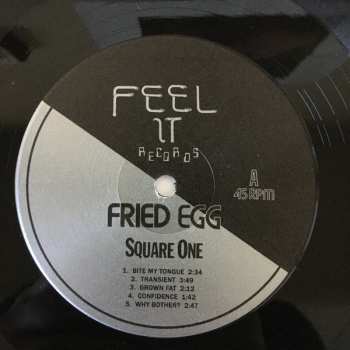 FEEL
IT
RECORDS
A
45 RPM
FRIED EGG
SQUARE ONE
1. BITE MY TONGUE 2:34
2. TRANSIENT 3:49
3. GROWN FAT 2:13
4. CONFIDENCE 1:42
5. WHY BOTHER? 2:47